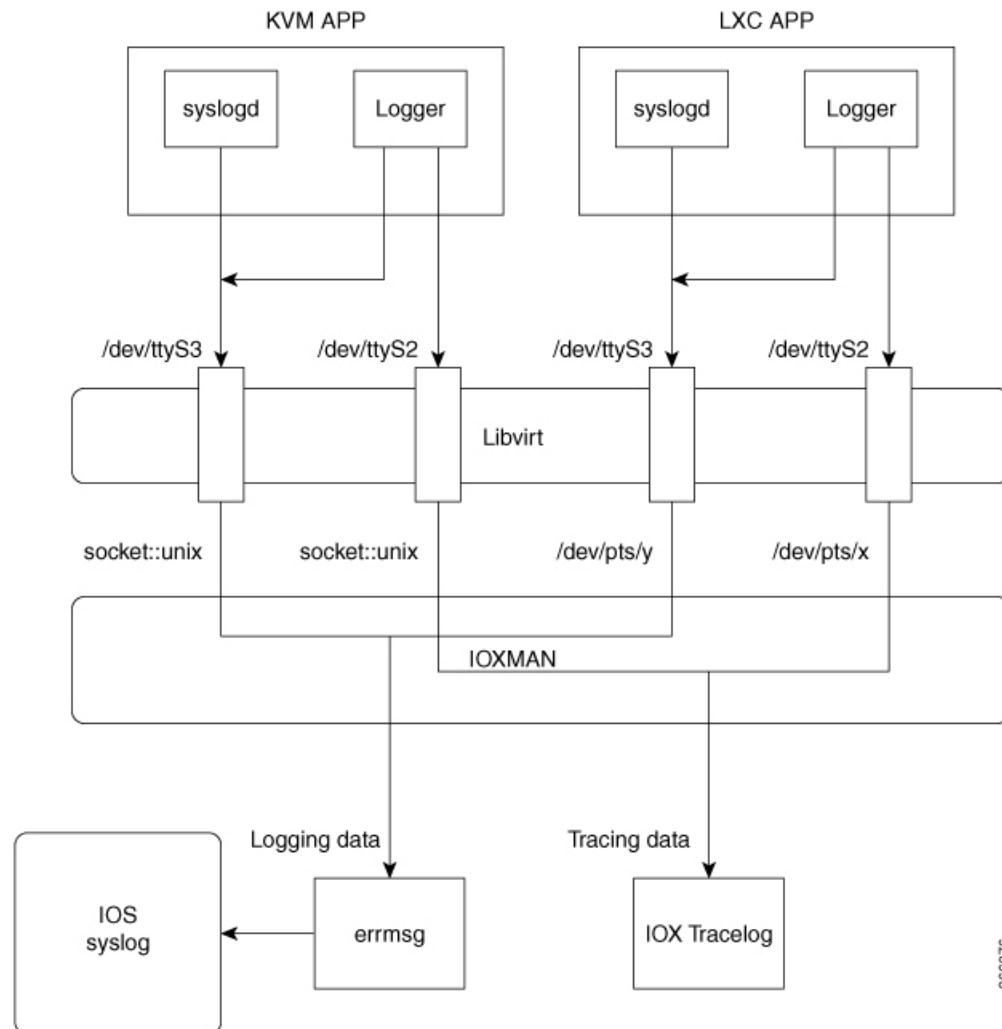 KVM APP
LXC APP
syslogd
Logger
syslogd
Logger
/dev/ttyS3
/dev/ttyS2
/dev/ttyS3
/dev/ttyS2
Libvirt
socket::unix
socket::unix
/dev/pts/y
/dev/pts/x
IOXMAN
Logging data
Tracing data
IOS
syslog
errmsg
IOX Tracelog